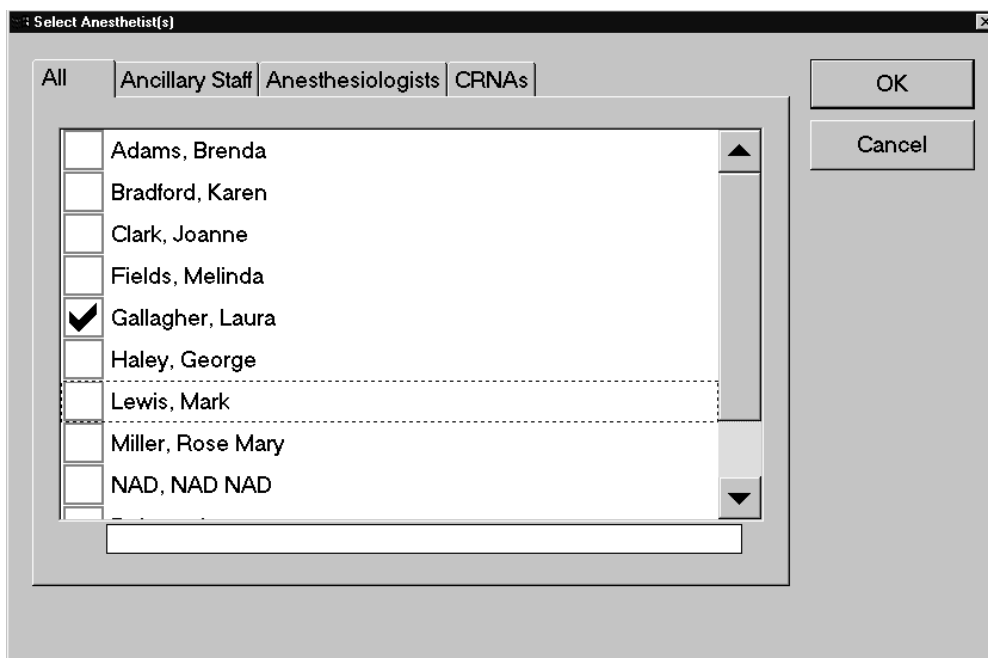 Select Anesthetist(s)
All
Ancillary Staff
Anesthesiologists
CRNAs
OK
Cancel
Adams, Brenda
Bradford, Karen
Clark, Joanne
Fields, Melinda
Gallagher, Laura
Haley, George
Lewis, Mark
Miller, Rose Mary
NAD, NAD NAD